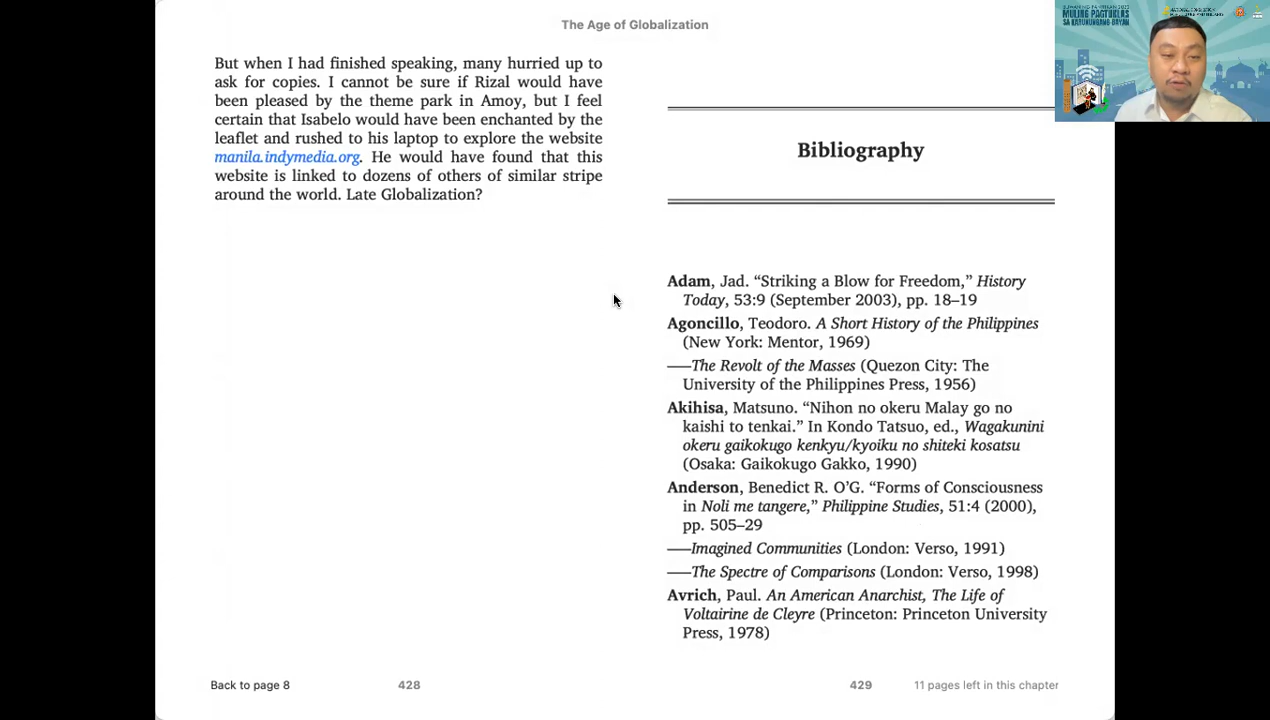 The Age of Globalization
But when I had finished speaking, many hurried up to
ask for copies. I cannot be sure if Rizal would have
been pleased by the theme park in Amoy, but I feel
certain that Isabelo would have been enchanted by the
leaflet and rushed to his laptop to explore the website
manila.indymedia.org. He would have found that this
website is linked to dozens of others of similar stripe
around the world. Late Globalization?
Back to page 8
428
Bibliography
Adam, Jad. “Striking a Blow for Freedom,” History
Today, 53:9 (September 2003), pp. 18–19
Agoncillo, Teodoro. A Short History of the Philippines
(New York: Mentor, 1969)
——The Revolt of the Masses (Quezon City: The
University of the Philippines Press, 1956)
Akihisa, Matsuno. “Nihon no okeru Malay go no
kaishi to tenkai.” In Kondo Tatsuo, ed., Wagakunini
okeru gaikokugo kenkyu/kyoiku no shiteki kosatsu
(Osaka: Gaikokugo Gakko, 1990)
Anderson, Benedict R. O’G. “Forms of Consciousness
in Noli me tangere,” Philippine Studies, 51:4 (2000),
pp. 505–29
——Imagined Communities (London: Verso, 1991)
——The Spectre of Comparisons (London: Verso, 1998)
Avrich, Paul. An American Anarchist, The Life of
Voltairine de Cleyre (Princeton: Princeton University
Press, 1978)
429
11 pages left in this chapter
MULING PAGTUKLAS
SA KAYUNUNGANG-BAYAN